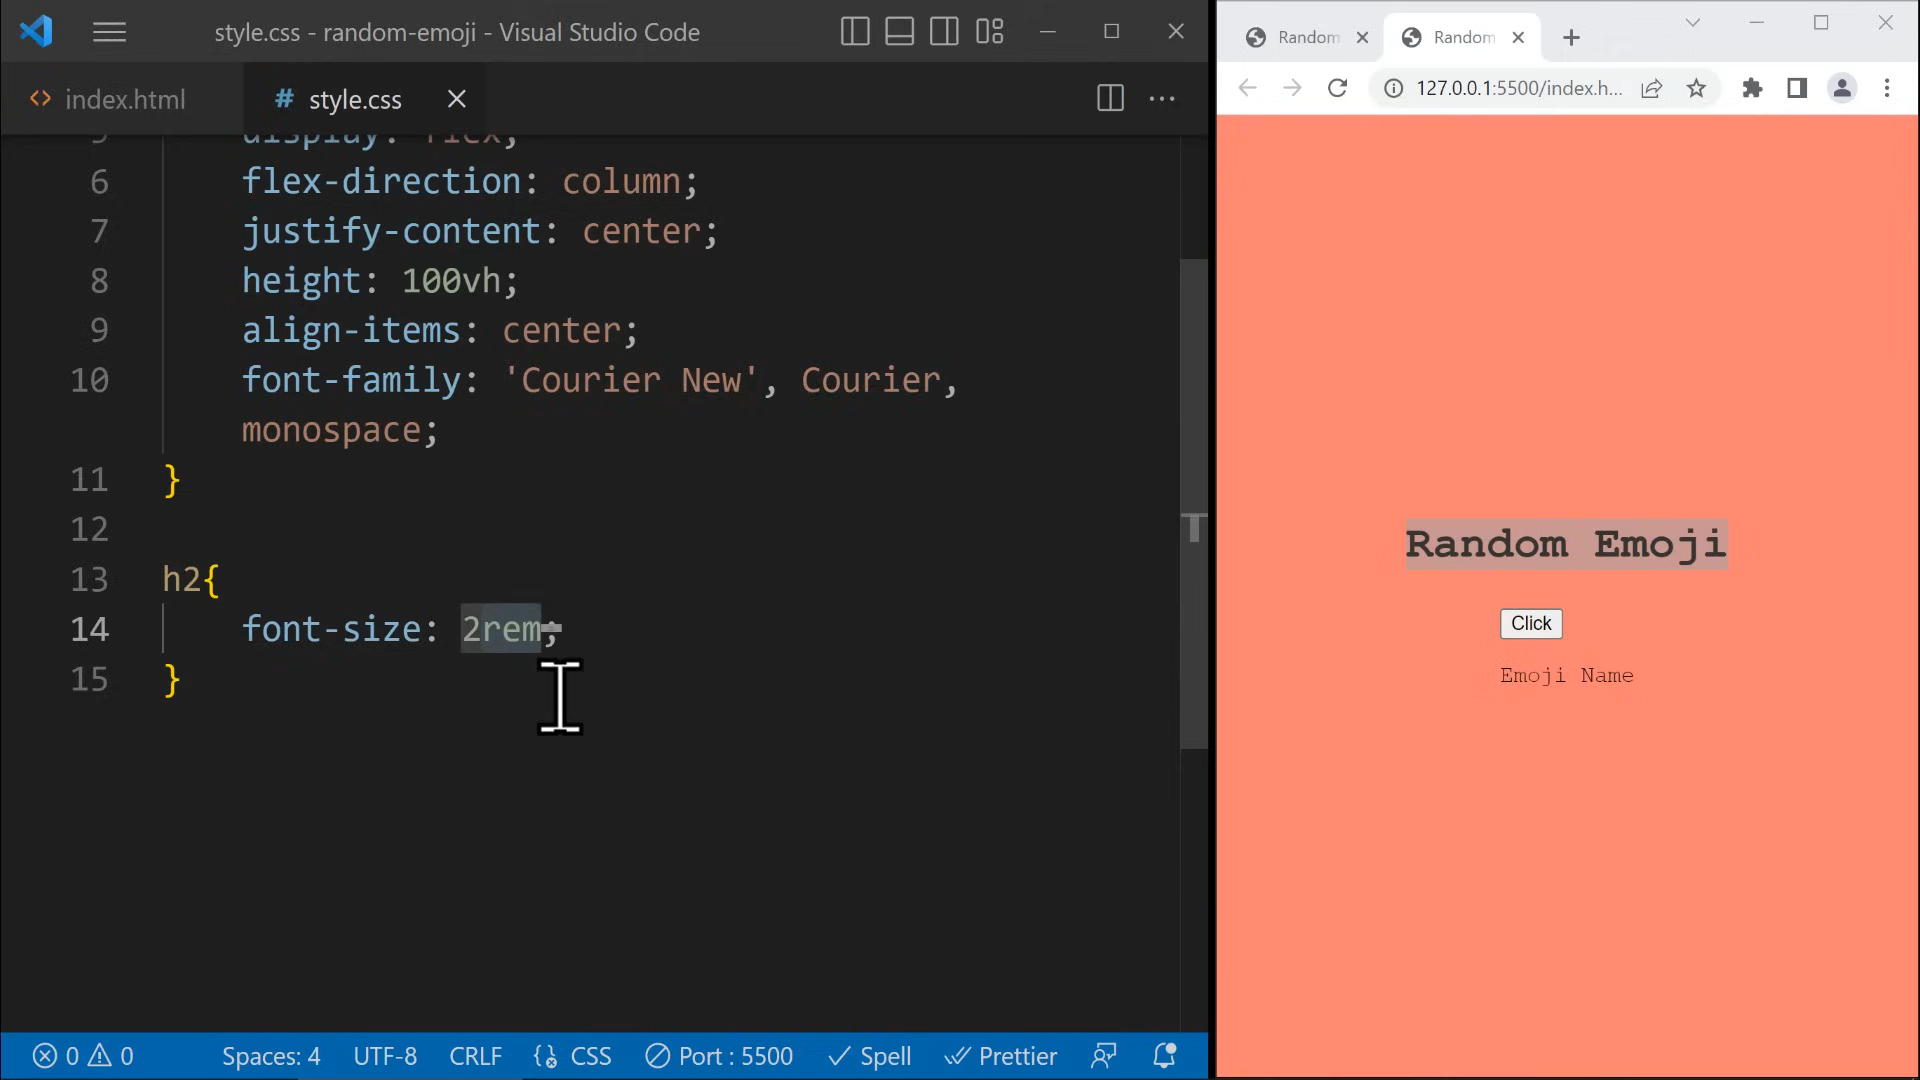 style.css - random-emoji - Visual Studio Code
index.html
# style.css
5 display: flex;
6 flex-direction: column;
7 justify-content: center;
8 height: 100vh;
9 align-items: center;
10 font-family: 'Courier New', Courier,
monospace;
11 }
12
13 h2{
14 font-size: 2rem;
15 }
0 0 Spaces: 4 UTF-8 CRLF CSS Port : 5500 Spell Prettier
Random
Random
127.0.0.1:5500/index.h...
Random Emoji
Click
Emoji Name